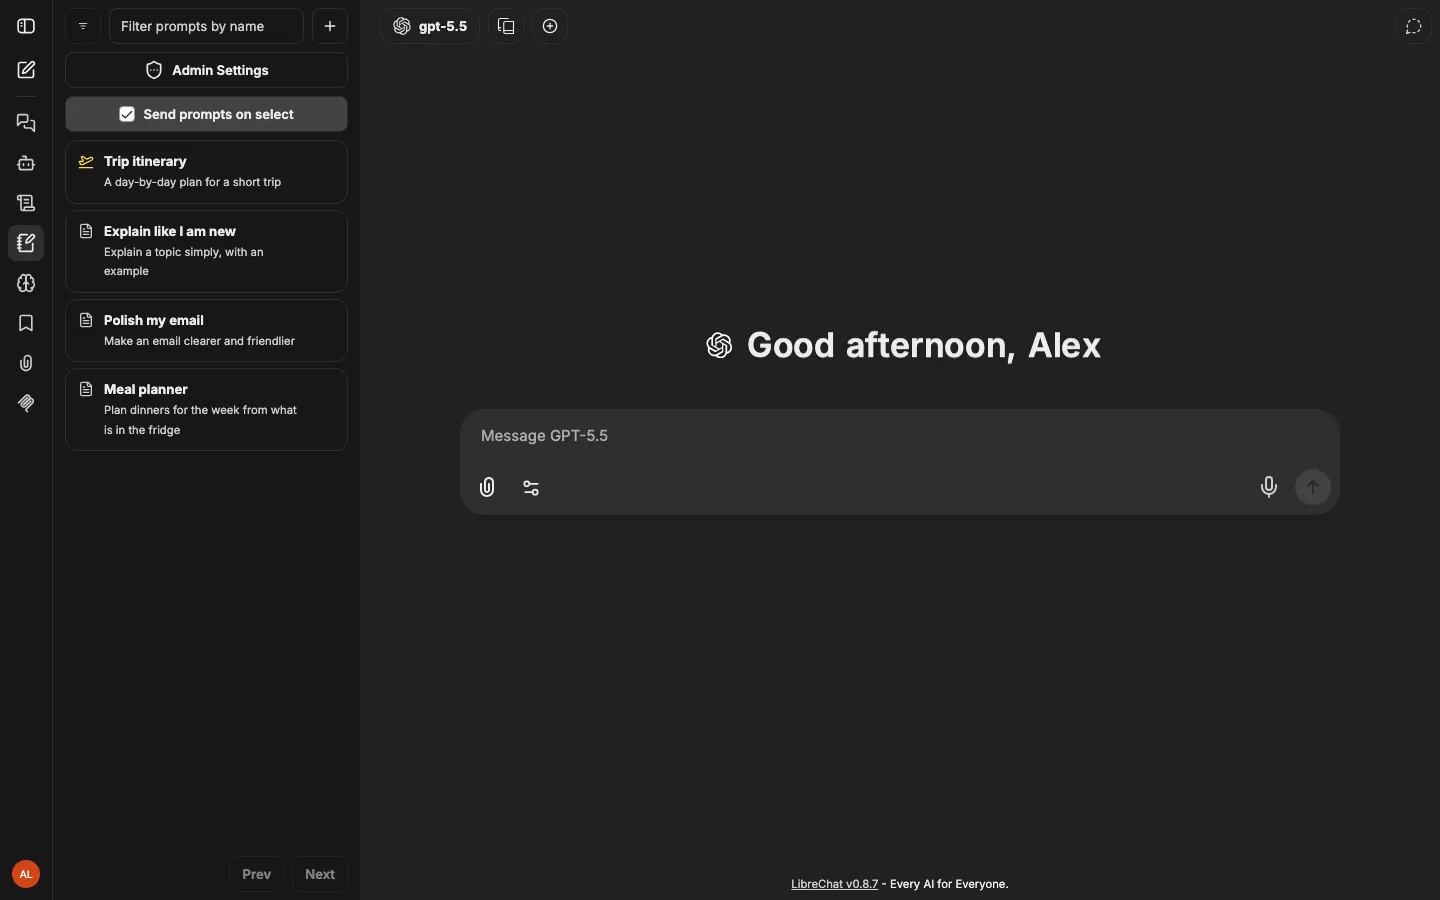 Filter prompts by name
gpt-5.5
Admin Settings
Send prompts on select
Trip itinerary
A day-by-day plan for a short trip
Explain like I am new
Explain a topic simply, with an
example
Polish my email
Make an email clearer and friendlier
Meal planner
Plan dinners for the week from what
is in the fridge
Good afternoon, Alex
Message GPT-5.5
AL
Prev
Next
LibreChat v0.8.7 - Every AI for Everyone.